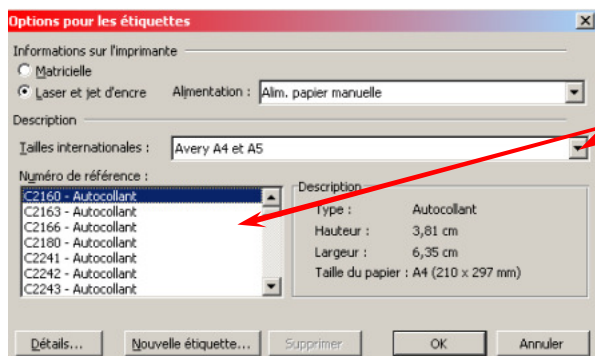 Options pour les étiquettes
Informations sur l'imprimante
Matricielle
Laser et jet d'encre Alimentation : Alim. papier manuelle
Description
Tailles internationales : Avery A4 et A5
Numéro de référence :
C2160 - Autocollant
C2163 - Autocollant
C2166 - Autocollant
C2180 - Autocollant
C2241 - Autocollant
C2242 - Autocollant
C2243 - Autocollant
Description
Type : Autocollant
Hauteur : 3,81 cm
Largeur : 6,35 cm
Taille du papier : A4 (210 x 297 mm)
Détails... Nouvelle étiquette... Supprimer OK Annuler